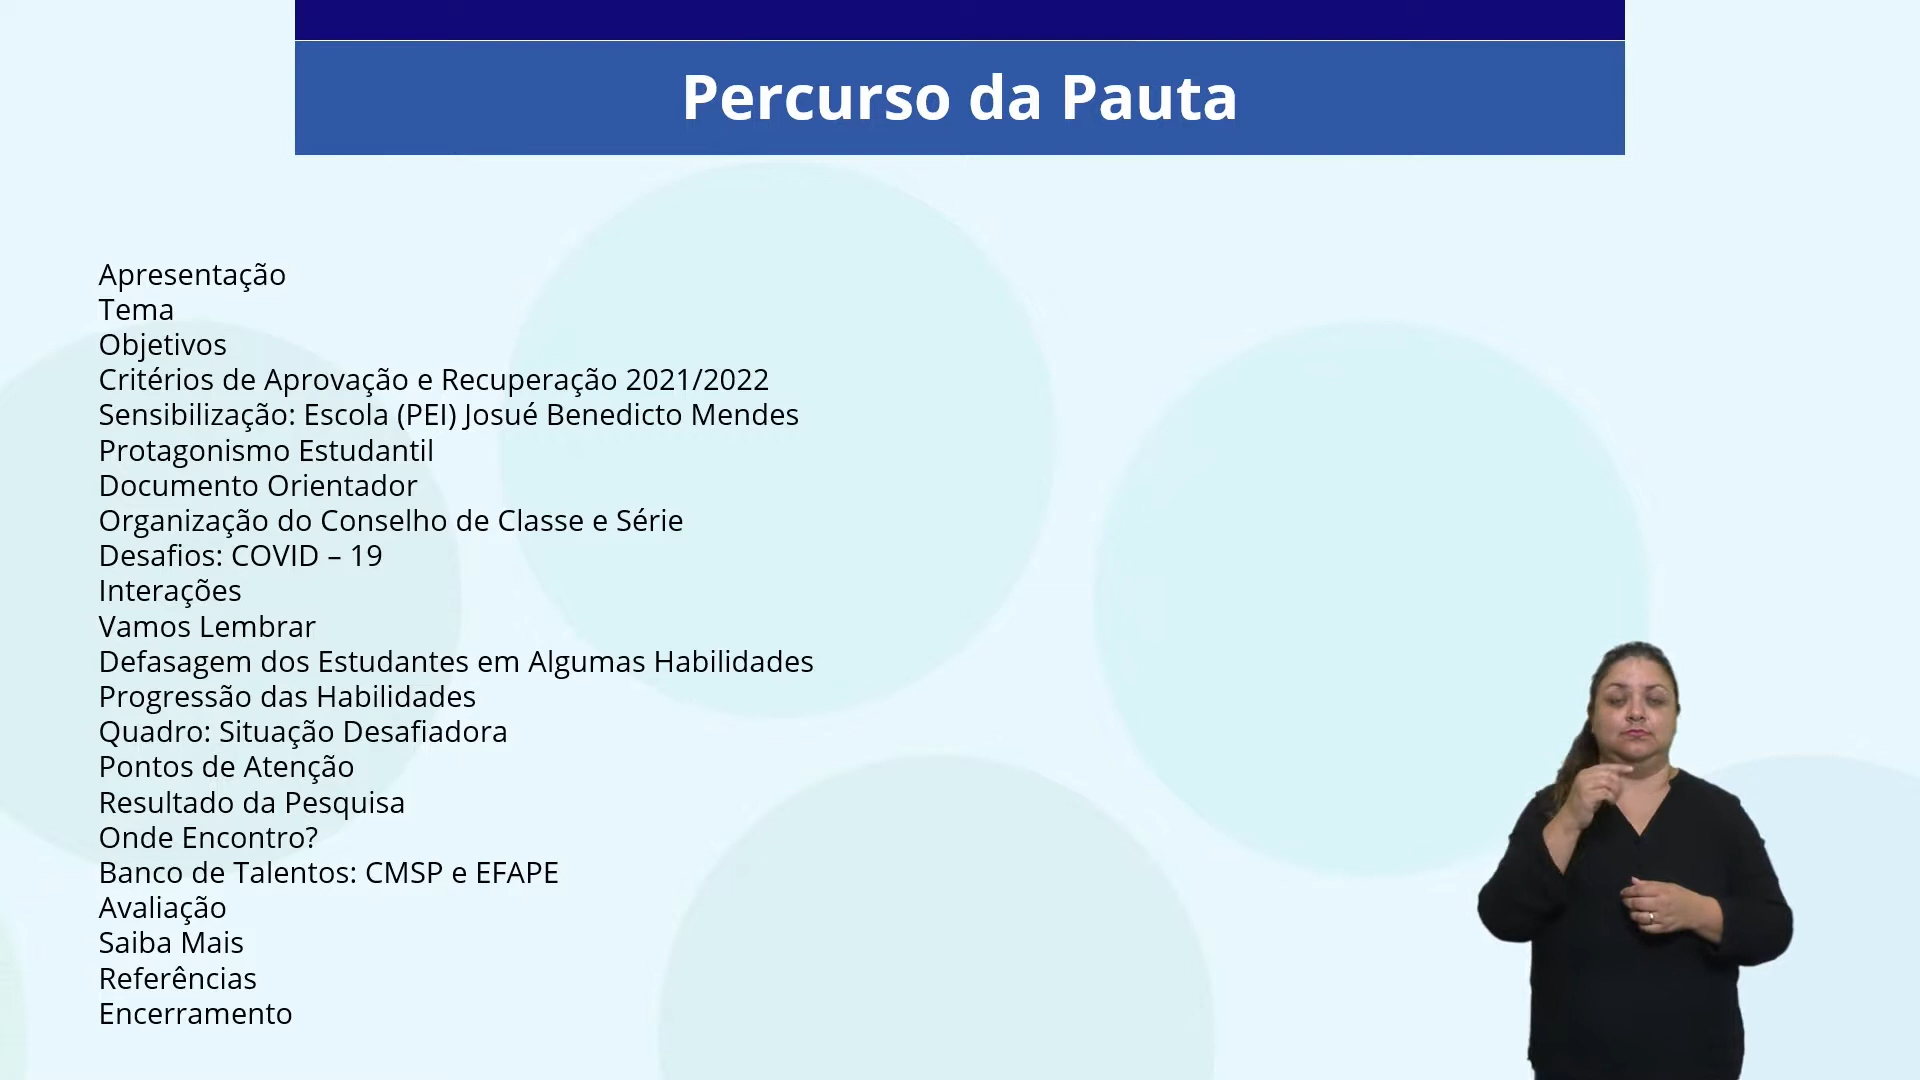 Percurso da Pauta
Apresentação
Tema
Objetivos
Critérios de Aprovação e Recuperação 2021/2022
Sensibilização: Escola (PEI) Josué Benedicto Mendes
Protagonismo Estudantil
Documento Orientador
Organização do Conselho de Classe e Série
Desafios: COVID – 19
Interações
Vamos Lembrar
Defasagem dos Estudantes em Algumas Habilidades
Progressão das Habilidades
Quadro: Situação Desafiadora
Pontos de Atenção
Resultado da Pesquisa
Onde Encontro?
Banco de Talentos: CMSP e EFAPE
Avaliação
Saiba Mais
Referências
Encerramento